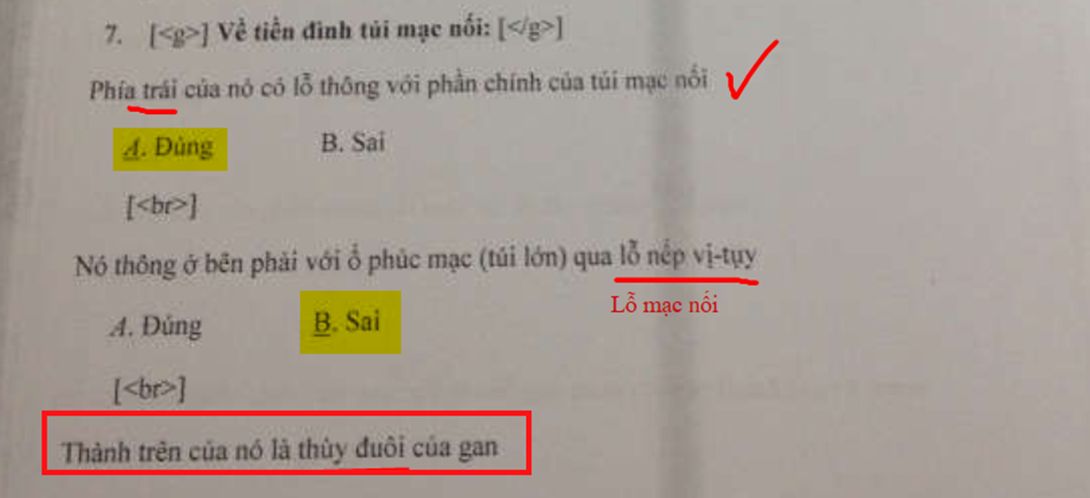 7. [<g>] Về tiền đình túi mạc nối: [</g>]
Phía trái của nó có lỗ thông với phần chính của túi mạc nối
A. Đúng B. Sai
[<br>]
Nó thông ở bên phải với ổ phúc mạc (túi lớn) qua lỗ nếp vị-tụy
Lỗ mạc nối
A. Đúng B. Sai
[<br>]
Thành trên của nó là thùy đuôi của gan